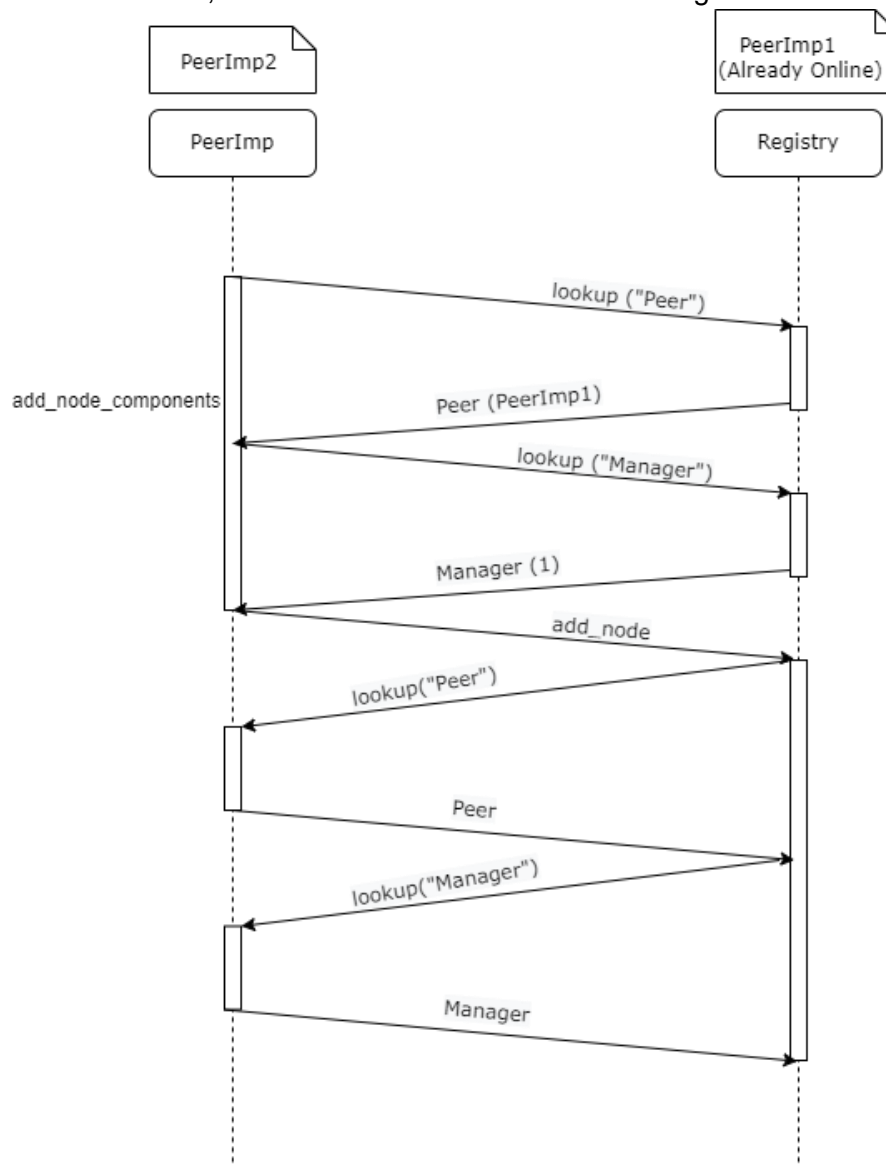 PeerImp2
PeerImp1
(Already Online)
PeerImp
Registry
lookup ("Peer")
add_node_components
Peer (PeerImp1)
lookup ("Manager")
Manager (1)
add_node
lookup("Peer")
Peer
lookup("Manager")
Manager